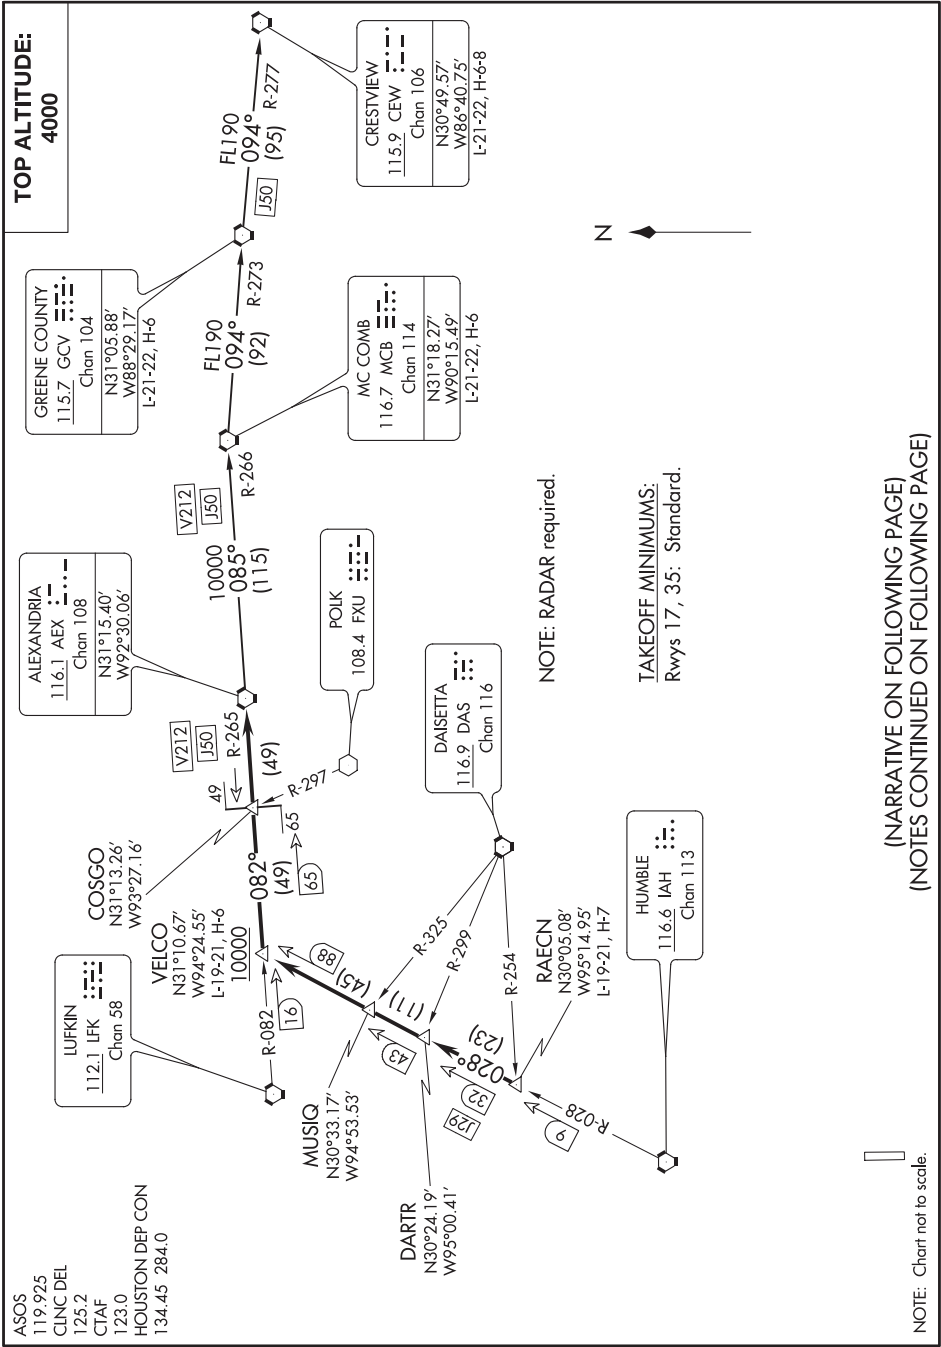 TOP ALTITUDE:
4000
ASOS
119.925
CLNC DEL
125.2
CTAF
123.0
HOUSTON DEP CON
134.45 284.0
LUFKIN
112.1 LFK
Chan 58
VELCO
N31°10.67'
W94°24.55'
L-19-21, H-6
10000
COSGO
N31°13.26'
W93°27.16'
ALEXANDRIA
116.1 AEX
Chan 108
N31°15.40'
W92°30.06'
GREENE COUNTY
115.7 GCV
Chan 104
N31°05.88'
W88°29.17'
L-21-22, H-6
V212
J50
R-265
(49)
49
082°
(49)
65
65
R-297
10000
085°
(115)
V212
J50
R-266
FL190
094°
(92)
R-273
FL190
094°
(95)
J50
R-277
CRESTVIEW
115.9 CEW
Chan 106
N30°49.57'
W86°40.75'
L-21-22, H-6-8
MC COMB
116.7 MCB
Chan 114
N31°18.27'
W90°15.49'
L-21-22, H-6
POLK
108.4 FXU
DAISETTA
116.9 DAS
Chan 116
R-082
16
88
(45)
R-325
MUSIQ
N30°33.17'
W94°53.53'
(11)
43
R-299
DARTR
N30°24.19'
W95°00.41'
(23)
028°
32
J29
R-254
RAECN
N30°05.08'
W95°14.95'
L-19-21, H-7
9
R-028
HUMBLE
116.6 IAH
Chan 113
N
NOTE: RADAR required.
TAKEOFF MINIMUMS:
Rwys 17, 35: Standard.
(NARRATIVE ON FOLLOWING PAGE)
(NOTES CONTINUED ON FOLLOWING PAGE)
NOTE: Chart not to scale.